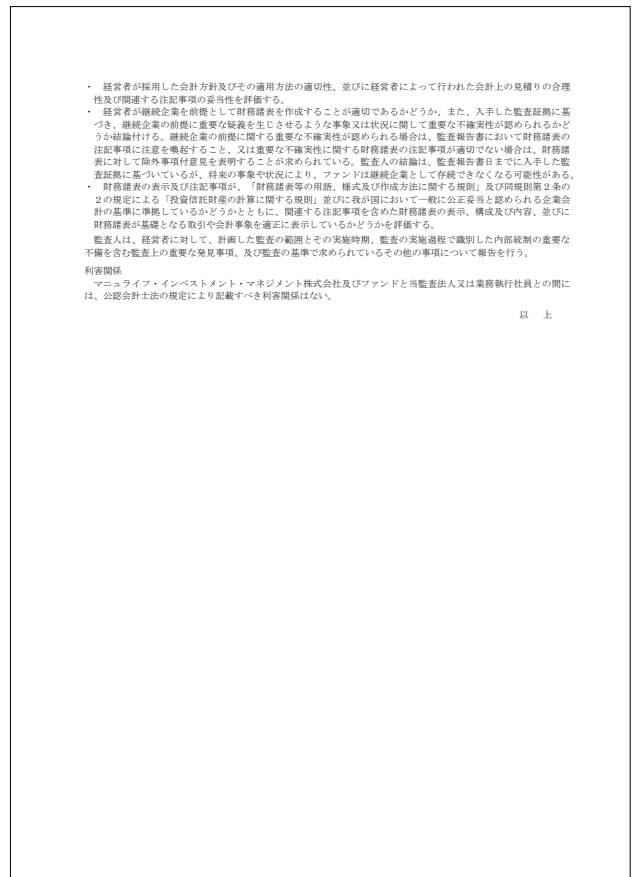 ・ 経営者が採用した会計方針及びその適用方法の適切性、並びに経営者によって行われた会計上の見積りの合理
性及び関連する注記事項の妥当性を評価する。
・ 経営者が継続企業を前提として財務諸表を作成することが適切であるかどうか、また、入手した監査証拠に基
づき、継続企業の前提に重要な疑義を生じさせるような事象又は状況に関して重要な不確実性が認められるかど
うか結論付ける。継続企業の前提に関する重要な不確実性が認められる場合は、監査報告書において財務諸表の
注記事項に注意を喚起すること、又は重要な不確実性に関する財務諸表の注記事項が適切でない場合は、財務諸
表に対して除外事項付意見を表明することが求められている。監査人の結論は、監査報告書日までに入手した監
査証拠に基づいているが、将来の事象や状況により、ファンドは継続企業として存続できなくなる可能性がある。
・ 財務諸表の表示及び注記事項が、「財務諸表等の用語、様式及び作成方法に関する規則」及び同規則第２条の
２の規定による「投資信託財産の計算に関する規則」並びに我が国において一般に公正妥当と認められる企業会
計の基準に準拠しているかどうかとともに、関連する注記事項を含めた財務諸表の表示、構成及び内容、並びに
財務諸表が基礎となる取引や会計事象を適正に表示しているかどうかを評価する。
監査人は、経営者に対して、計画した監査の範囲とその実施時期、監査の実施過程で識別した内部統制の重要な
不備を含む監査上の重要な発見事項、及び監査の基準で求められているその他の事項について報告を行う。
利害関係
マニュライフ・インベストメント・マネジメント株式会社及びファンドと当監査法人又は業務執行社員との間に
は、公認会計士法の規定により記載すべき利害関係はない。
以 上